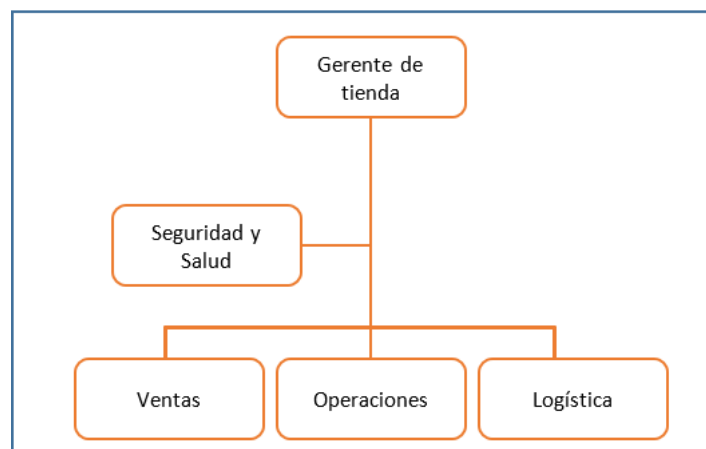 Gerente de
tienda
Seguridad y
Salud
Ventas
Operaciones
Logística